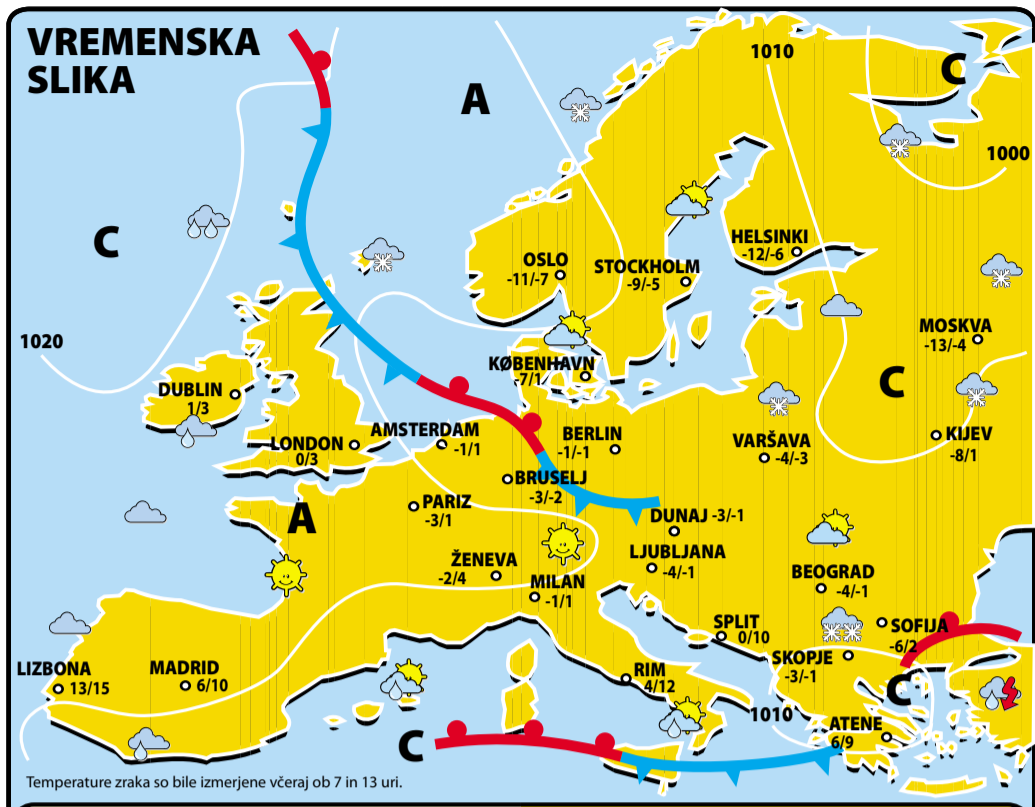 VREMENSKA
SLIKA
A
1010
C
1000
C
HELSINKI
-12/-6
OSLO
-11/-7
STOCKHOLM
-9/-5
1020
MOSKVA
-13/-4
KØBENHAVN
-7/1
C
DUBLIN
1/3
AMSTERDAM
-1/1
BERLIN
-1/-1
LONDON
0/3
VARŠAVA
-4/-3
KIJEV
-8/1
BRUSELJ
-3/-2
PARIZ
-3/1
A
DUNAJ -3/-1
LJUBLJANA
-4/-1
ŽENEVA
-2/4
MILAN
-1/1
BEOGRAD
-4/-1
SPLIT
0/10
SOFIJA
-6/2
SKOPJE
-3/-1
LIZBONA
13/15
MADRID
6/10
RIM
4/12
C
1010
ATENE
6/9
C
Temperature zraka so bile izmerjene včeraj ob 7 in 13 uri.